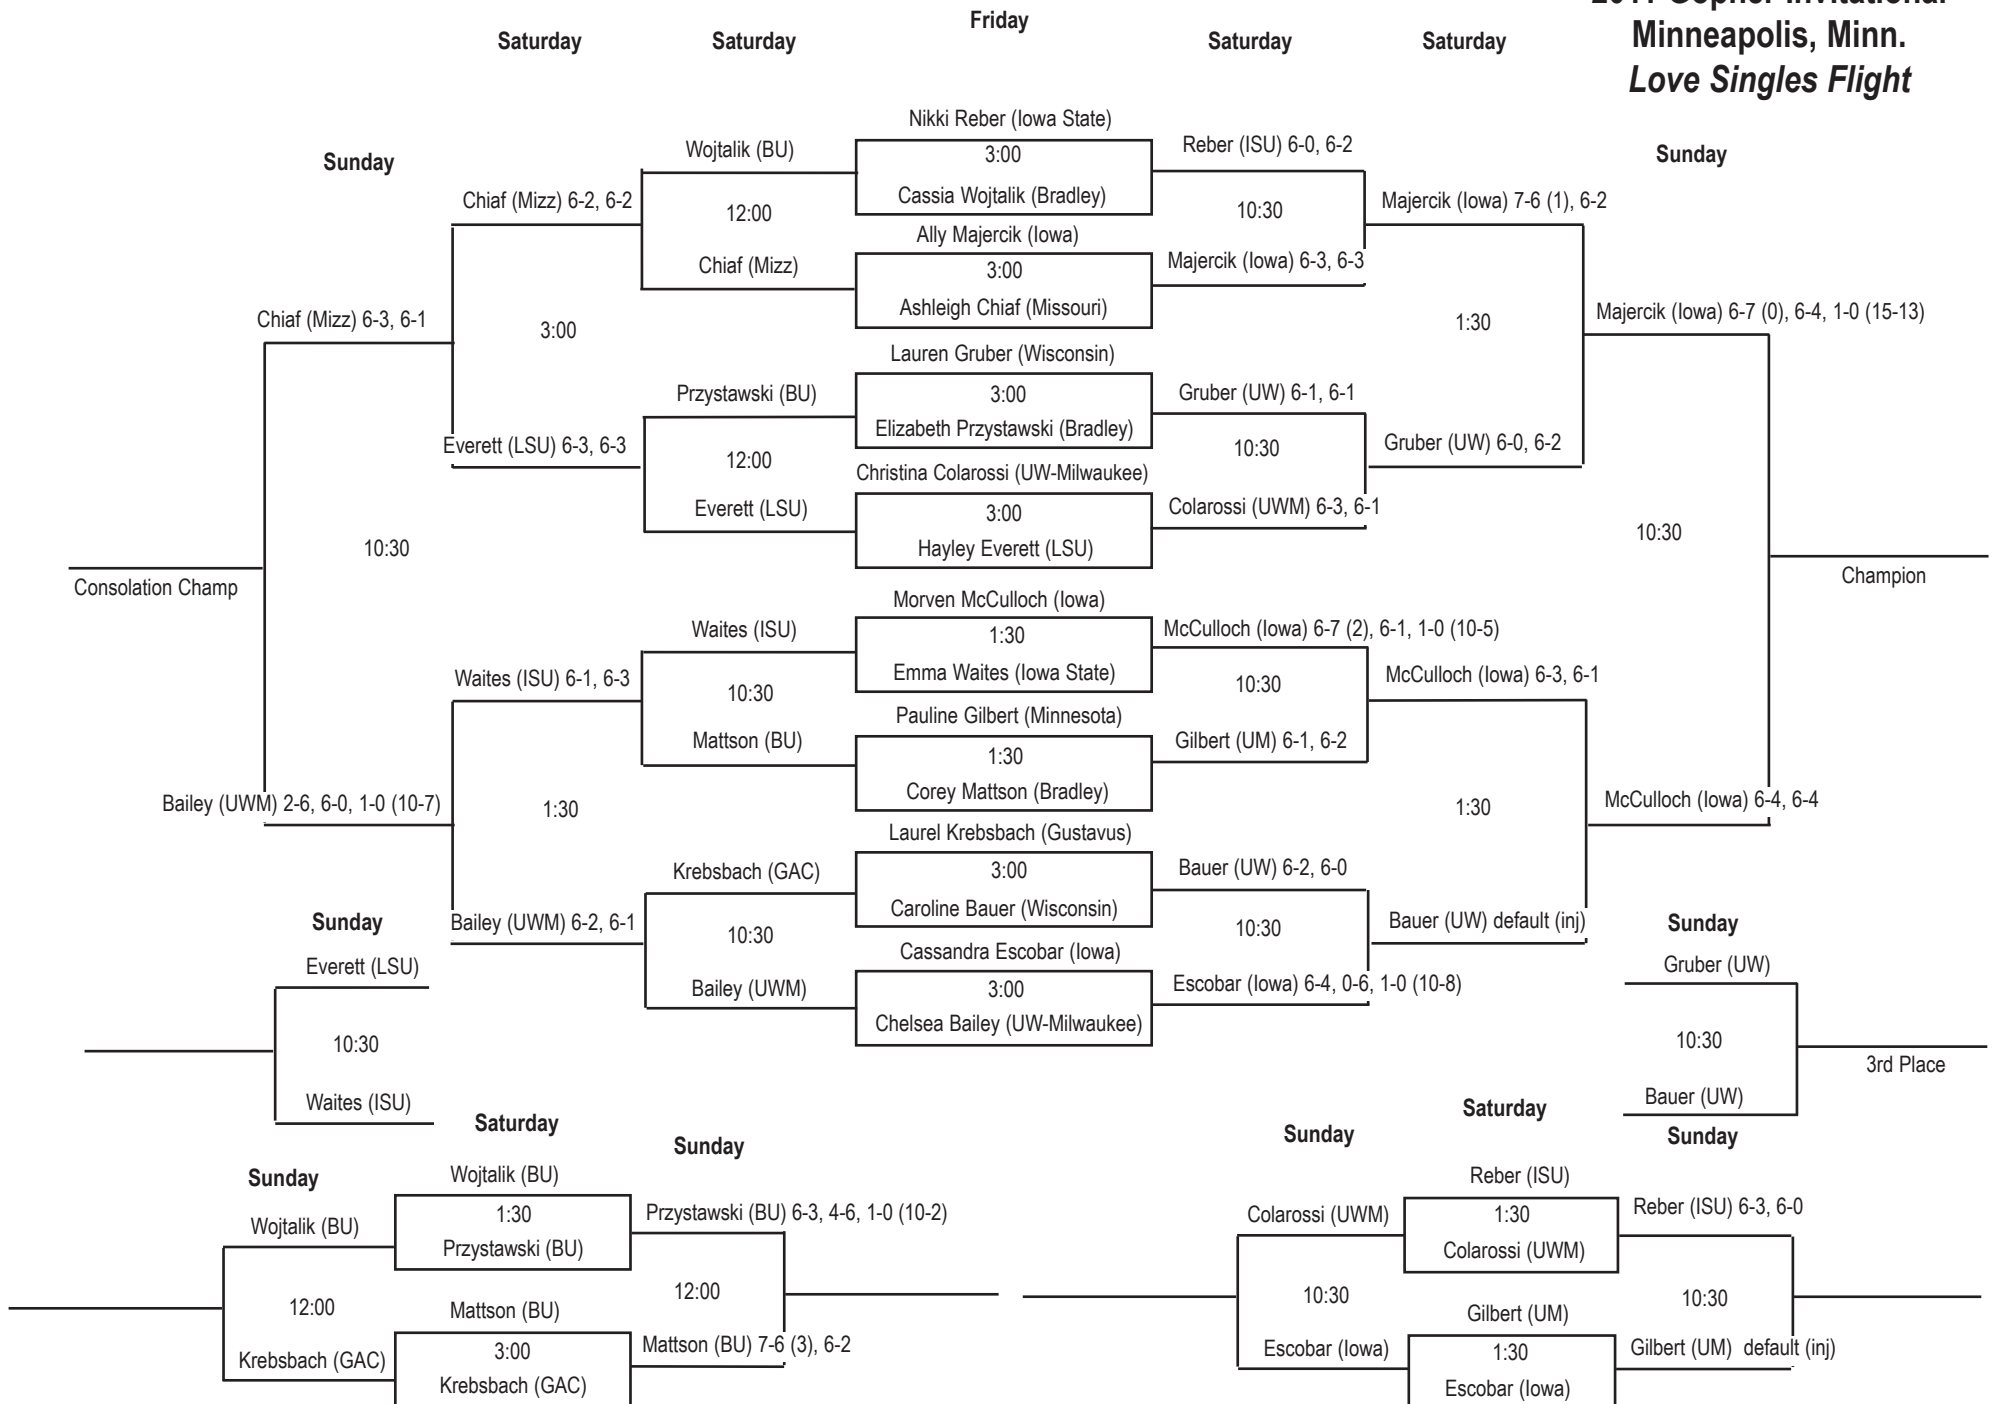 2011 Gopher Invitational
Minneapolis, Minn.
Love Singles Flight
Friday
Saturday
Saturday
Saturday
Saturday
Sunday
Sunday
Nikki Reber (Iowa State)
3:00
Cassia Wojtalik (Bradley)
Ally Majercik (Iowa)
3:00
Ashleigh Chiaf (Missouri)
Lauren Gruber (Wisconsin)
3:00
Elizabeth Przystawski (Bradley)
Christina Colarossi (UW-Milwaukee)
3:00
Hayley Everett (LSU)
Morven McCulloch (Iowa)
1:30
Emma Waites (Iowa State)
Pauline Gilbert (Minnesota)
1:30
Corey Mattson (Bradley)
Laurel Krebsbach (Gustavus)
3:00
Caroline Bauer (Wisconsin)
Cassandra Escobar (Iowa)
3:00
Chelsea Bailey (UW-Milwaukee)
Reber (ISU) 6-0, 6-2
10:30
Majercik (Iowa) 6-3, 6-3
Gruber (UW) 6-1, 6-1
10:30
Colarossi (UWM) 6-3, 6-1
McCulloch (Iowa) 6-7 (2), 6-1, 1-0 (10-5)
10:30
Gilbert (UM) 6-1, 6-2
Bauer (UW) 6-2, 6-0
10:30
Escobar (Iowa) 6-4, 0-6, 1-0 (10-8)
Majercik (Iowa) 7-6 (1), 6-2
1:30
Gruber (UW) 6-0, 6-2
McCulloch (Iowa) 6-3, 6-1
1:30
Bauer (UW) default (inj)
Majercik (Iowa) 6-7 (0), 6-4, 1-0 (15-13)
10:30
McCulloch (Iowa) 6-4, 6-4
Champion
Wojtalik (BU)
12:00
Chiaf (Mizz)
Przystawski (BU)
12:00
Everett (LSU)
Waites (ISU)
10:30
Mattson (BU)
Krebsbach (GAC)
10:30
Bailey (UWM)
Chiaf (Mizz) 6-2, 6-2
3:00
Everett (LSU) 6-3, 6-3
Waites (ISU) 6-1, 6-3
1:30
Bailey (UWM) 6-2, 6-1
Chiaf (Mizz) 6-3, 6-1
10:30
Bailey (UWM) 2-6, 6-0, 1-0 (10-7)
Consolation Champ
Sunday
Everett (LSU)
10:30
Waites (ISU)
Sunday
Gruber (UW)
10:30
Bauer (UW)
3rd Place
Saturday
Sunday
Sunday
Wojtalik (BU)
1:30
Przystawski (BU)
Mattson (BU)
3:00
Krebsbach (GAC)
Wojtalik (BU)
12:00
Krebsbach (GAC)
Przystawski (BU) 6-3, 4-6, 1-0 (10-2)
12:00
Mattson (BU) 7-6 (3), 6-2
Saturday
Sunday
Sunday
Reber (ISU)
1:30
Colarossi (UWM)
Gilbert (UM)
1:30
Escobar (Iowa)
Colarossi (UWM)
10:30
Escobar (Iowa)
Reber (ISU) 6-3, 6-0
10:30
Gilbert (UM) default (inj)